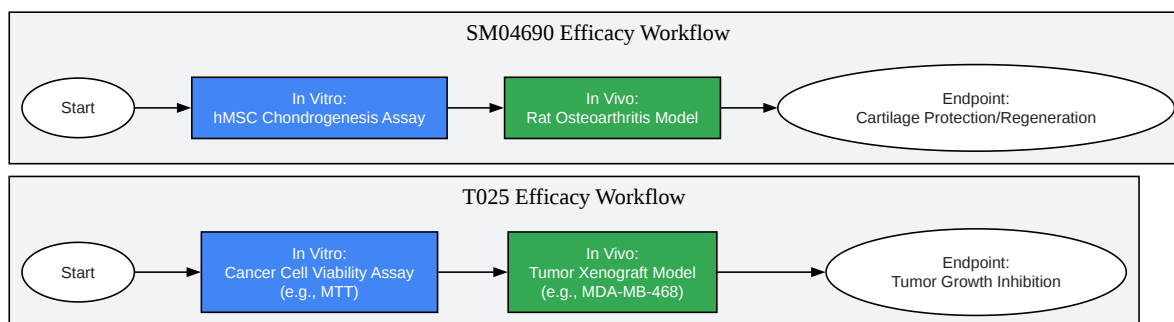 SM04690 Efficacy Workflow
Start
In Vitro:
hMSC Chondrogenesis Assay
In Vivo:
Rat Osteoarthritis Model
Endpoint:
Cartilage Protection/Regeneration
T025 Efficacy Workflow
Start
In Vitro:
Cancer Cell Viability Assay
(e.g., MTT)
In Vivo:
Tumor Xenograft Model
(e.g., MDA-MB-468)
Endpoint:
Tumor Growth Inhibition